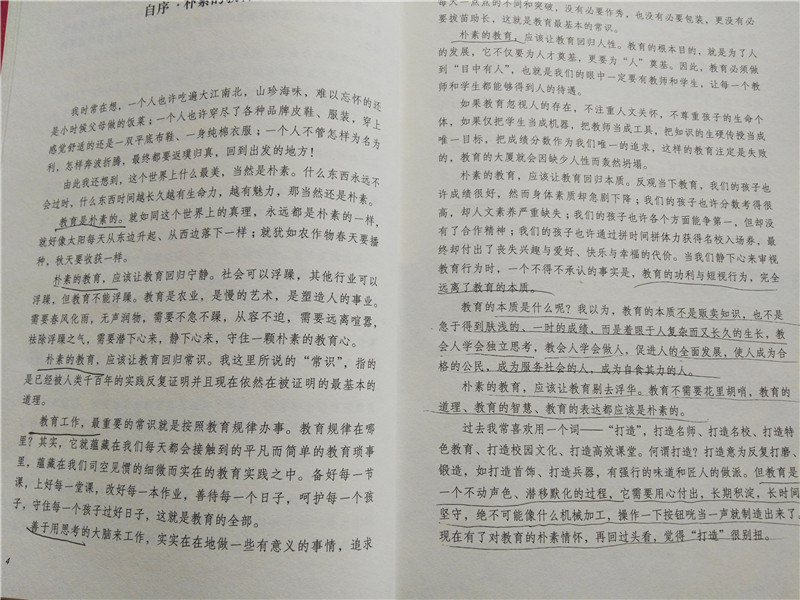 自序·朴素的教育
我时常在想，一个人也许吃遍大江南北，山珍海味，难以忘怀的还
是小时候父母做的饭菜；一个人也许穿尽了各种品牌皮鞋、服装，穿上
感觉舒适的还是一双平底布鞋、一身纯棉衣服；一个人不管怎样为名为
利，怎样奔波折腾，最终都要返璞归真，回到出发的地方！
由此我还想到，这个世界上什么最美，当然是朴素。什么东西永远不
会过时，什么东西时间越长久越有生命力，越有魅力，那当然还是朴素。
教育是朴素的。就如同这个世界上的真理，永远都是朴素的一样，
就好像太阳每天从东边升起、从西边落下一样；就犹如农作物春天要播
种，秋天要收获一样。
朴素的教育，应该让教育回归宁静。社会可以浮躁，其他行业可以
浮躁，但教育不能浮躁。教育是农业，是慢的艺术，是塑造人的事业。
需要春风化雨，无声润物，需要不急不躁，从容不迫，需要远离喧嚣，
祛除浮躁之气，需要潜下心来，静下心来，守住一颗朴素的教育心。
朴素的教育，应该让教育回归常识。我这里所说的“常识”，指的
是已经被人类千百年的实践反复证明并且现在依然在被证明的最基本的
道理。
教育工作，最重要的常识就是按照教育规律办事。教育规律在哪
里？其实，它就蕴藏在我们每天都会接触到的平凡而简单的教育琐事
里，蕴藏在我们司空见惯的细微而实在的教育实践之中。备好每一节
课，上好每一堂课，改好每一本作业，善待每一个日子，呵护每一个孩
子，守住每一个孩子过好日子，这就是教育的全部。
善于用思考的大脑来工作，实实在在地做一些有意义的事情，追求
4
每天一点点的不同和突破，没有必要作秀，也没有必要包装，更没有必
要拔苗助长，这就是教育最基本的常识。
朴素的教育，应该让教育回归人性。教育的根本目的，就是为了人
的发展，它不仅要为人才奠基，更要为“人”奠基。因此，教育必须做
到“目中有人”，也就是我们的眼中一定要有教师和学生，让每一个教
师和学生都能够得到人的待遇。
如果教育忽视人的存在，不注重人文关怀，不尊重孩子的生命个
体，如果仅把学生当成机器，把教师当成工具，把知识的生硬传授当成
唯一目标，把成绩分数作为我们唯一的追求，这样的教育注定是失败
的，教育的大厦就会因缺少人性而轰然坍塌。
朴素的教育，应该让教育回归本质。反观当下教育，我们的孩子也
许成绩很好，然而身体素质却急剧下降；我们的孩子也许分数考得很
高，却人文素养严重缺失；我们的孩子也许各个方面能争第一，但却没
有了合作精神；我们的孩子也许通过拼时间拼体力获得名校入场券，最
终却付出了丧失兴趣与爱好、快乐与幸福的代价。当我们静下心来审视
教育行为时，一个不得不承认的事实是，教育的功利与短视行为，完全
远离了教育的本质。
教育的本质是什么呢？我以为，教育的本质不是贩卖知识，也不是
急于得到肤浅的、一时的成绩，而是着眼于人复杂而又长久的生长，教
会人学会独立思考，教会人学会做人，促进人的全面发展，使人成为合
格的公民，成为服务社会的人，成为自食其力的人。
朴素的教育，应该让教育剔去浮华。教育不需要花里胡哨，教育的
道理、教育的智慧、教育的表达都应该是朴素的。
过去我常喜欢用一个词——“打造”，打造名师、打造名校、打造特
色教育、打造校园文化、打造高效课堂。何谓打造？打造意为反复打磨、
锻造，如打造首饰、打造兵器，有强行的味道和匠人的做派。但教育是
一个不动声色、潜移默化的过程，它需要用心付出，长期积淀，长时间
坚守，绝不可能像什么机械加工，操作一下按钮咣当一声就制造出来了。
现在有了对教育的朴素情怀，再回过头看，觉得“打造”很别扭。